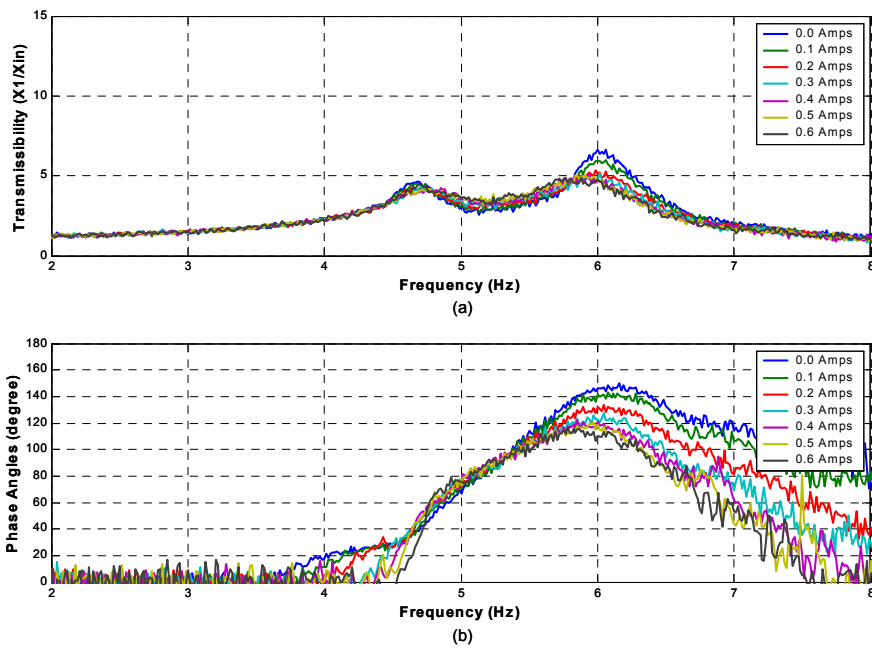 15
10
5
0
Transmissibility (X1/Xin)
0.0 Amps
0.1 Amps
0.2 Amps
0.3 Amps
0.4 Amps
0.5 Amps
0.6 Amps
2 3 4 5 6 7 8
Frequency (Hz)
(a)
180
160
140
120
100
80
60
40
20
0
Phase Angles (degree)
0.0 Amps
0.1 Amps
0.2 Amps
0.3 Amps
0.4 Amps
0.5 Amps
0.6 Amps
2 3 4 5 6 7 8
Frequency (Hz)
(b)